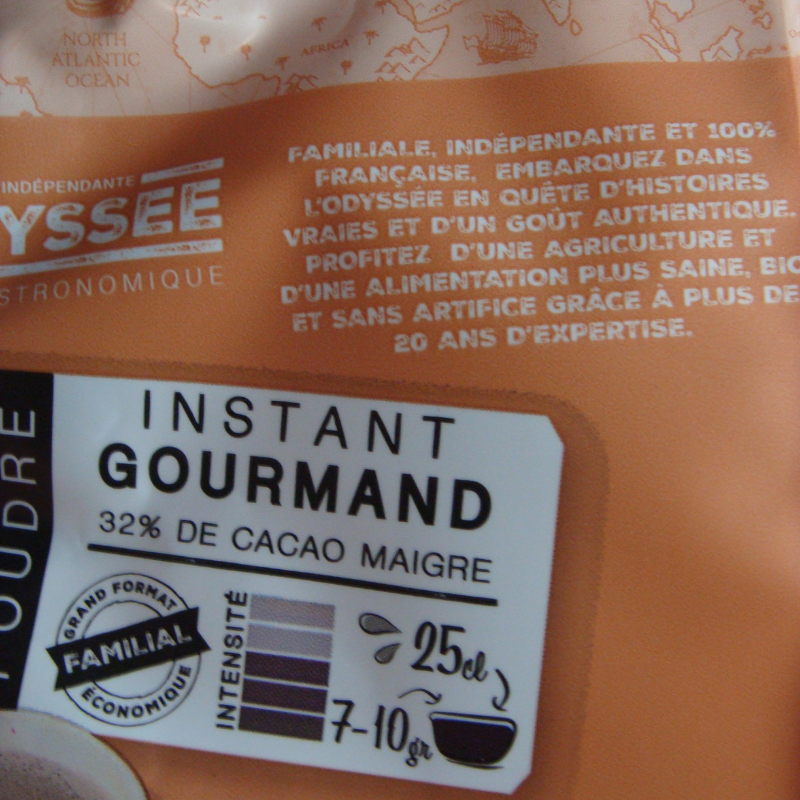 NORTH
ATLANTIC
OCEAN
AFRICA
INDÉPENDANTE
YSSÉE
STRONOMIQUE
FAMILIALE, INDÉPENDANTE ET 100%
FRANÇAISE, EMBARQUEZ DANS
L'ODYSSÉE EN QUÊTE D'HISTOIRES
VRAIES ET D'UN GOÛT AUTHENTIQUE.
PROFITEZ D'UNE AGRICULTURE ET
D'UNE ALIMENTATION PLUS SAINE, BIO
ET SANS ARTIFICE GRÂCE À PLUS DE
20 ANS D'EXPERTISE.
POUDRE
INSTANT
GOURMAND
32% DE CACAO MAIGRE
GRAND FORMAT
FAMILIAL
ÉCONOMIQUE
INTENSITÉ
25cl
7-10gr